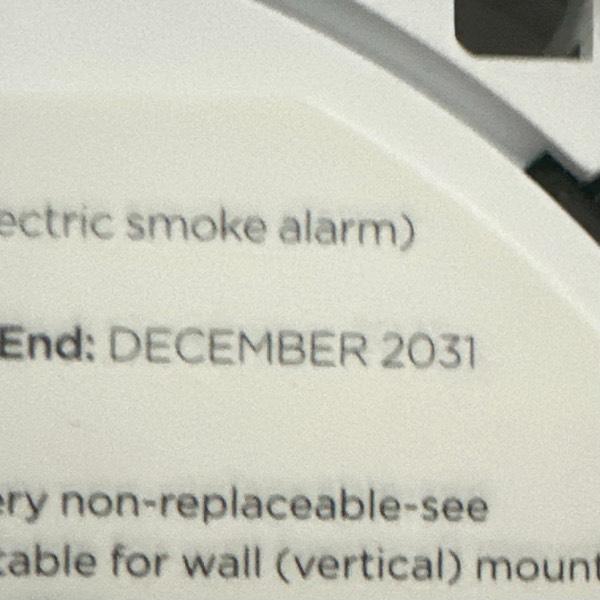 ectric smoke alarm)
End: DECEMBER 2031
ery non-replaceable-see
table for wall (vertical) mount